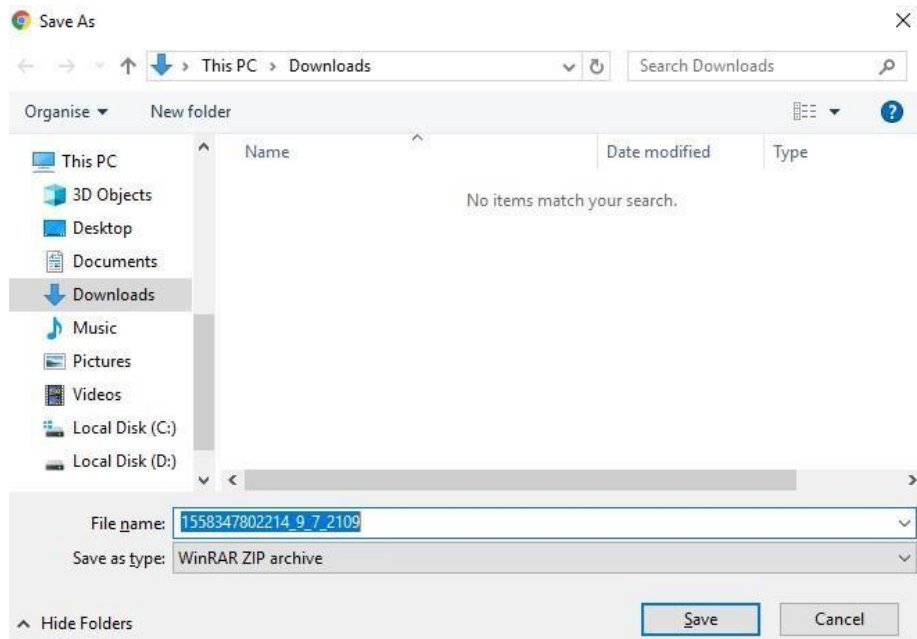 Save As
This PC > Downloads
Search Downloads
Organise
New folder
Name
Date modified
Type
No items match your search.
This PC
3D Objects
Desktop
Documents
Downloads
Music
Pictures
Videos
Local Disk (C:)
Local Disk (D:)
File name: 1558347802214_9_7_2109
Save as type: WinRAR ZIP archive
Hide Folders
Save
Cancel